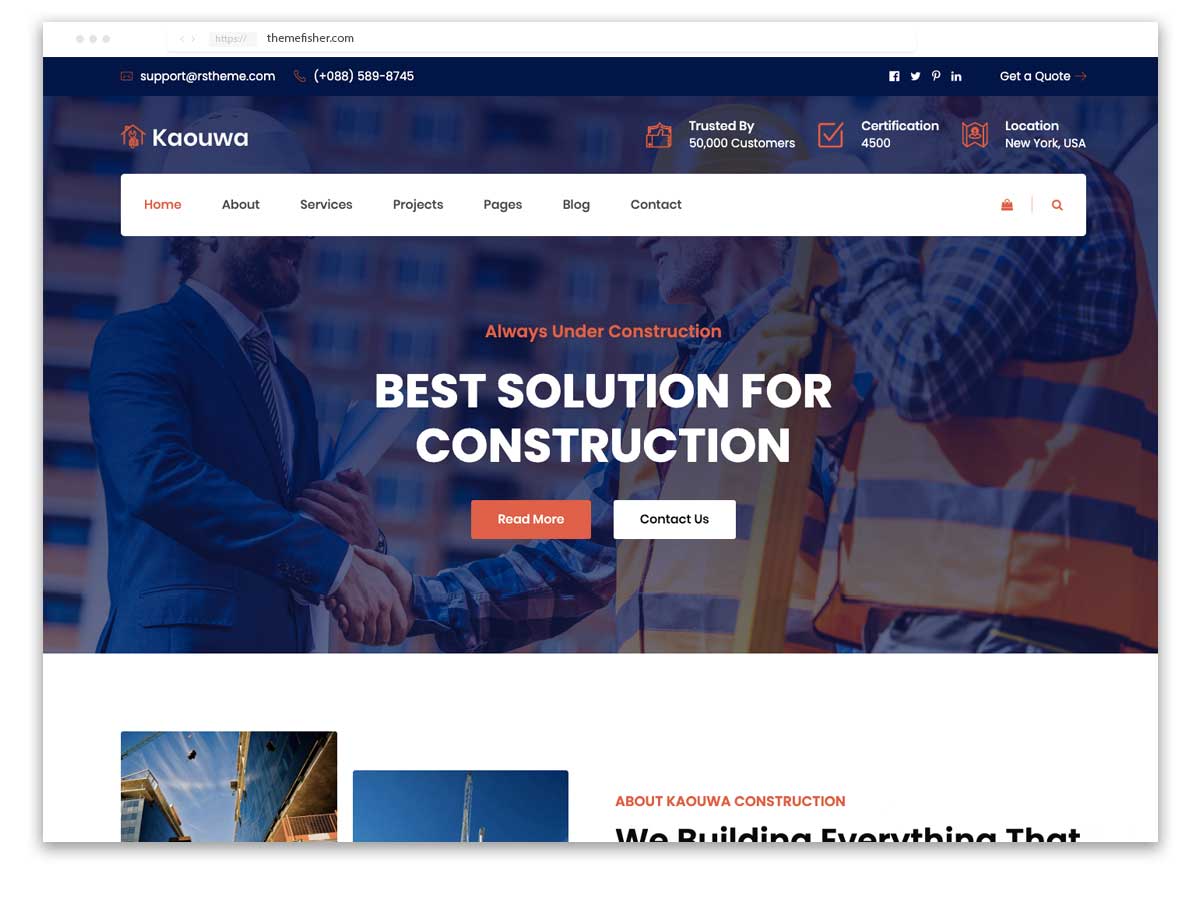 https://
themefisher.com
support@rstheme.com
(+088) 589-8745
Get a Quote
Kaouwa
Trusted By
50,000 Customers
Certification
4500
Location
New York, USA
Home About Services Projects Pages Blog Contact
Always Under Construction
BEST SOLUTION FOR
CONSTRUCTION
Read More
Contact Us
ABOUT KAOUWA CONSTRUCTION
We Building Everything That